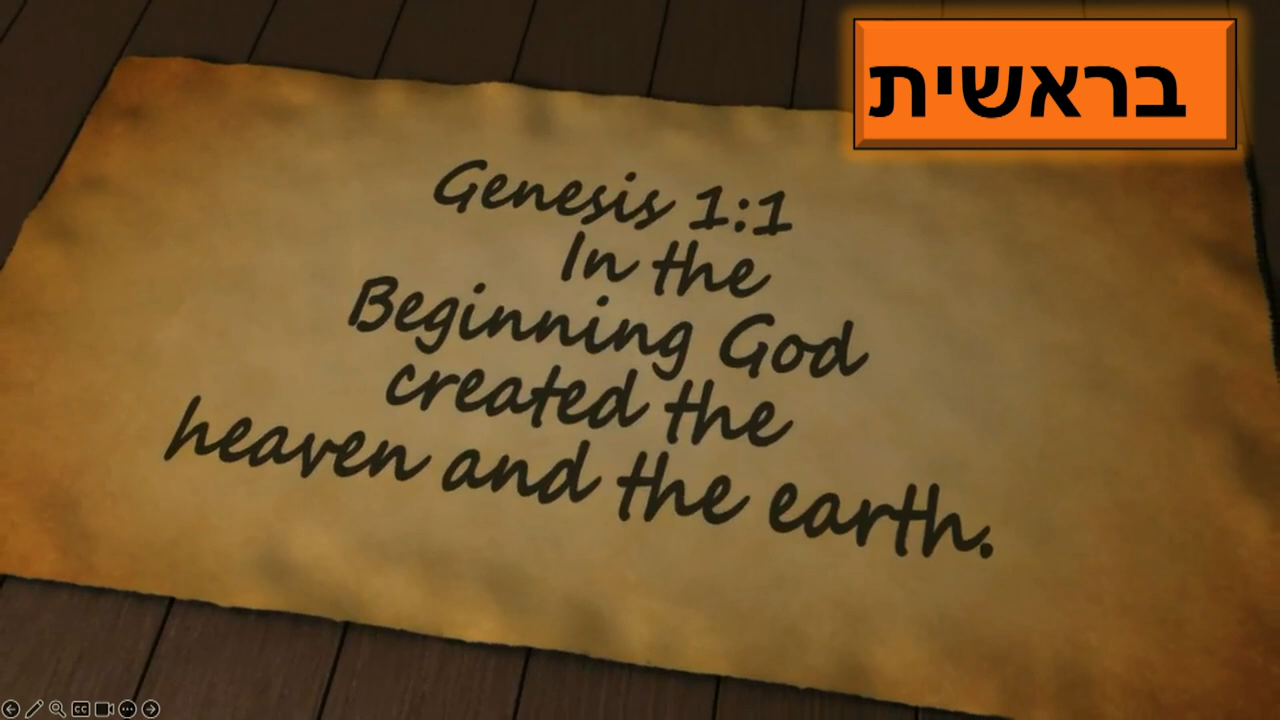 בראשית
Genesis 1:1
In the
Beginning God
created the
heaven and the earth.